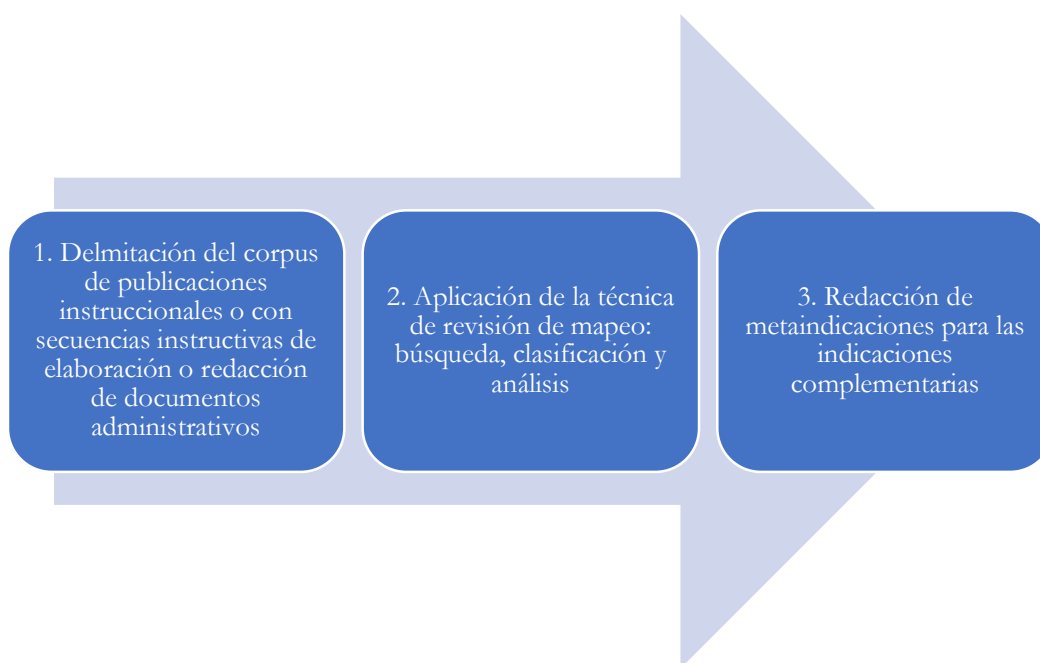 1. Delmitación del corpus
de publicaciones
instruccionales o con
secuencias instructivas de
elaboración o redacción
de documentos
administrativos
2. Aplicación de la técnica
de revisión de mapeo:
búsqueda, clasificación y
análisis
3. Redacción de
metaindicaciones para las
indicaciones
complementarias